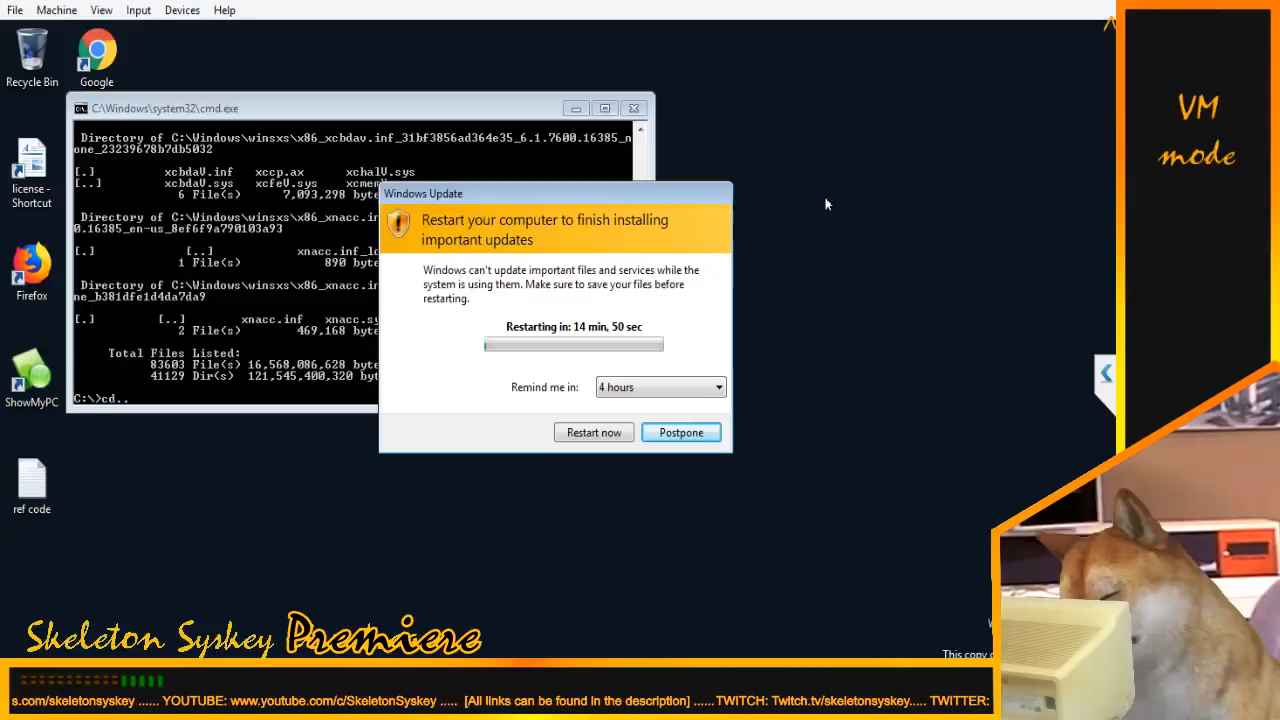 File Machine View Input Devices Help
Recycle Bin
Google
license -
Shortcut
Firefox
ShowMyPC
ref code
C:\Windows\system32\cmd.exe
Directory of C:\Windows\winsxs\x86_xcbdav.inf_31bf3856ad364e35_6.1.7600.16385_n
one_23239678b7db5032
[.] xcbdaV.inf xccp.ax xchalV.sys
[..] xcbdaV.sys xcfeV.sys
6 File(s) 7,093,298
Directory of C:\Windows\winsxs\x86_xnacc.in
0.16385_en-us_8ef6f9a790103a93
[.] [..]
1 File(s) 890
Directory of C:\Windows\winsxs\x86_xnacc.in
ne_b381dfe1d4da7da9
[.] [..] xnacc.inf
2 File(s) 469,168
Total Files Listed:
83603 File(s) 16,568,086,628
41129 Dir(s) 121,545,400,320
C:\>cd..
Windows Update
Restart your computer to finish installing
important updates
Windows can't update important files and services while the
system is using them. Make sure to save your files before
restarting.
Restarting in: 14 min, 50 sec
Remind me in: 4 hours
Restart now Postpone
VM
mode
This copy
Skeleton Syskey Premiere
s.com/skeletonsyskey ...... YOUTUBE: www.youtube.com/c/SkeletonSyskey ..... [All links can be found in the description] ......TWITCH: Twitch.tv/skeletonsyskey..... TWITTER: